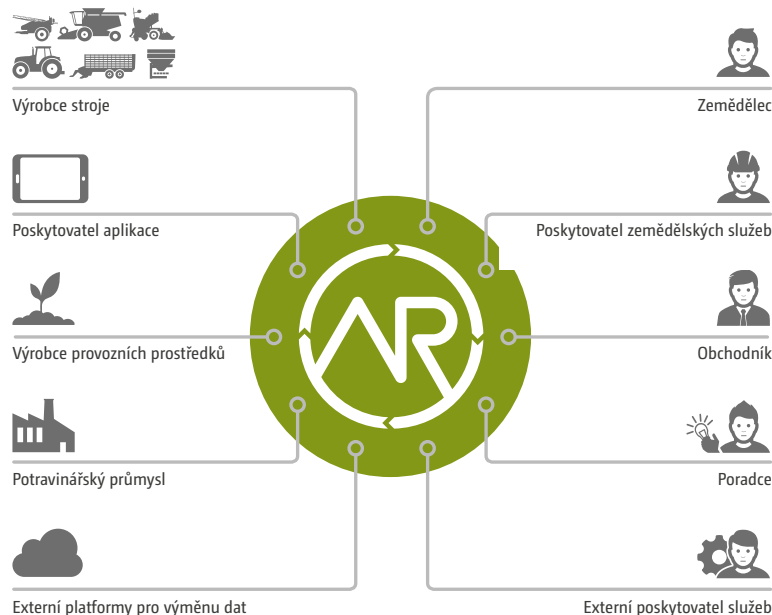 Výrobce stroje
Zemědělec
Poskytovatel aplikace
Poskytovatel zemědělských služeb
AR
Výrobce provozních prostředků
Obchodník
Potravinářský průmysl
Poradce
Externí platformy pro výměnu dat
Externí poskytovatel služeb